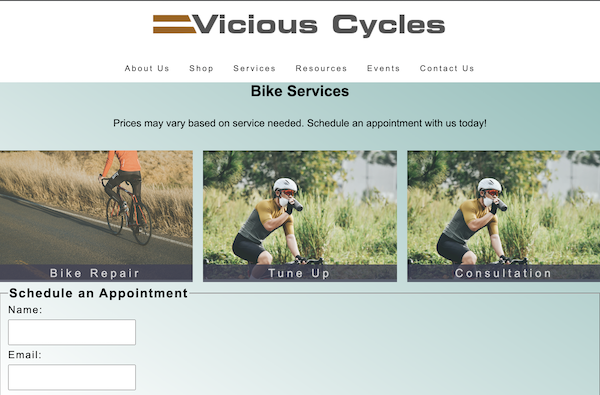 Vicious Cycles
About Us Shop Services Resources Events Contact Us
Bike Services
Prices may vary based on service needed. Schedule an appointment with us today!
Bike Repair Tune Up Consultation
Schedule an Appointment
Name:
Email: